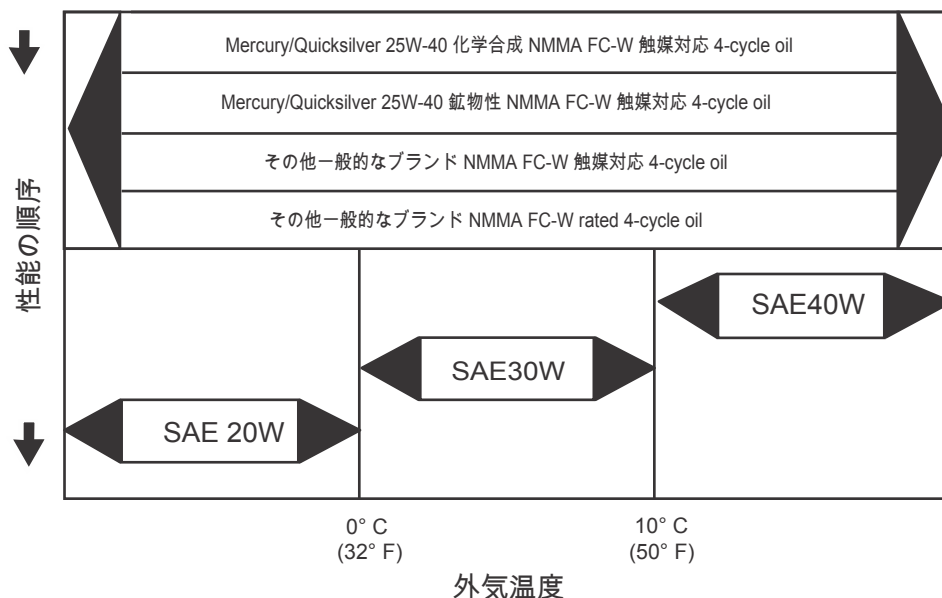 Mercury/Quicksilver 25W-40 化学合成 NMMA FC-W 触媒対応 4-cycle oil
Mercury/Quicksilver 25W-40 鉱物性 NMMA FC-W 触媒対応 4-cycle oil
その他一般的なブランド NMMA FC-W 触媒対応 4-cycle oil
その他一般的なブランド NMMA FC-W rated 4-cycle oil
性能の順序
SAE40W
SAE30W
SAE 20W
0° C
(32° F)
10° C
(50° F)
外気温度